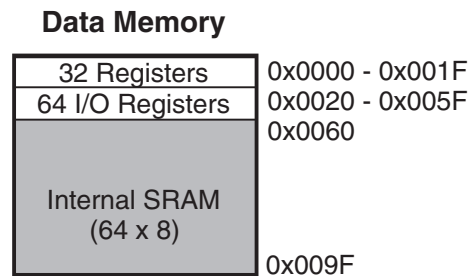 Data Memory
32 Registers 0x0000 - 0x001F
64 I/O Registers 0x0020 - 0x005F
0x0060
Internal SRAM
(64 x 8)
0x009F